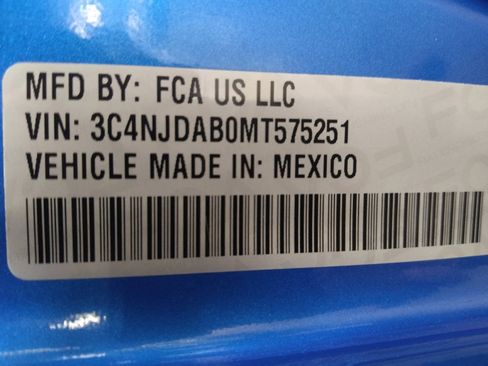 MFD BY: FCA US LLC
VIN: 3C4NJDAB0MT575251
VEHICLE MADE IN: MEXICO